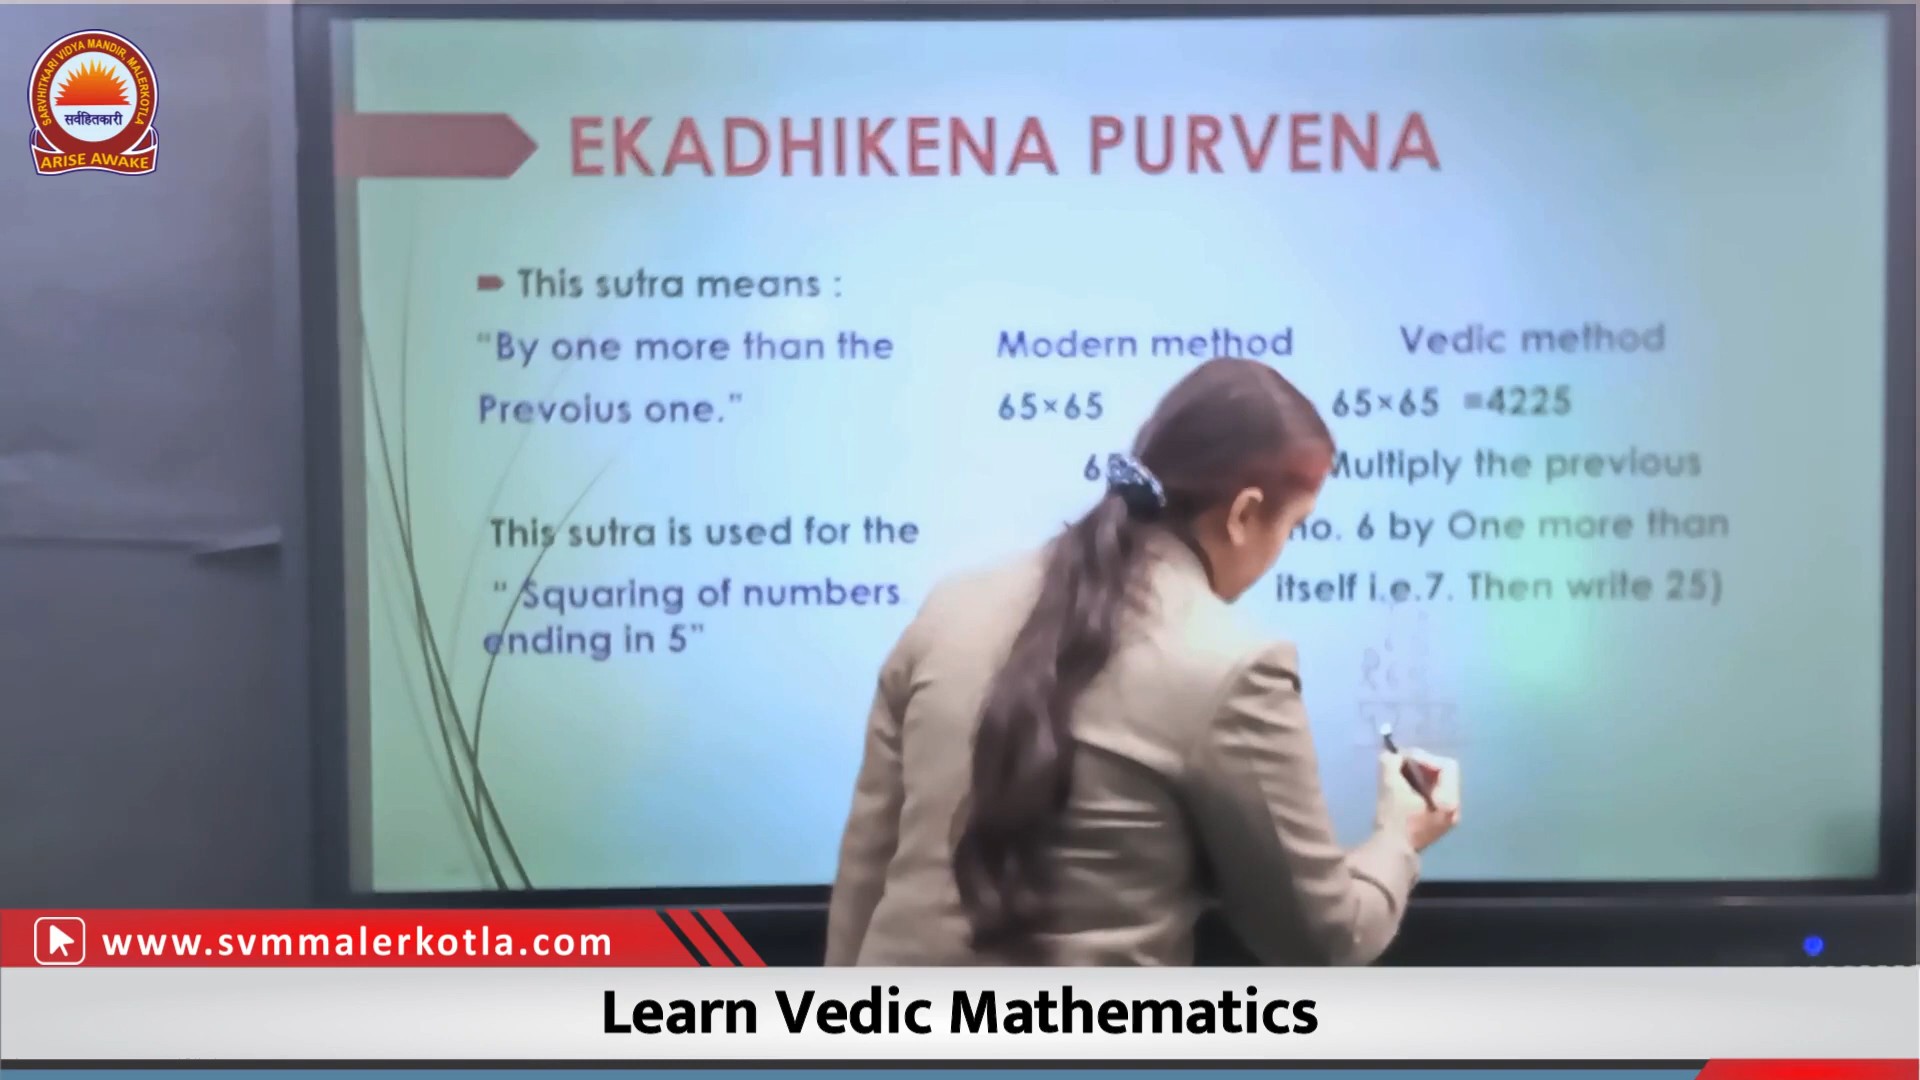 SARVHITKARI VIDYA MANDIR, MALERKOTLA
सर्वहितकारी
ARISE AWAKE
EKADHIKENA PURVENA
This sutra means :
"By one more than the
Prevoius one."
This sutra is used for the
" Squaring of numbers
ending in 5"
Modern method
65×65
Vedic method
65×65 =4225
Multiply the previous
no. 6 by One more than
itself i.e.7. Then write 25)
www.svmmalerkotla.com
Learn Vedic Mathematics